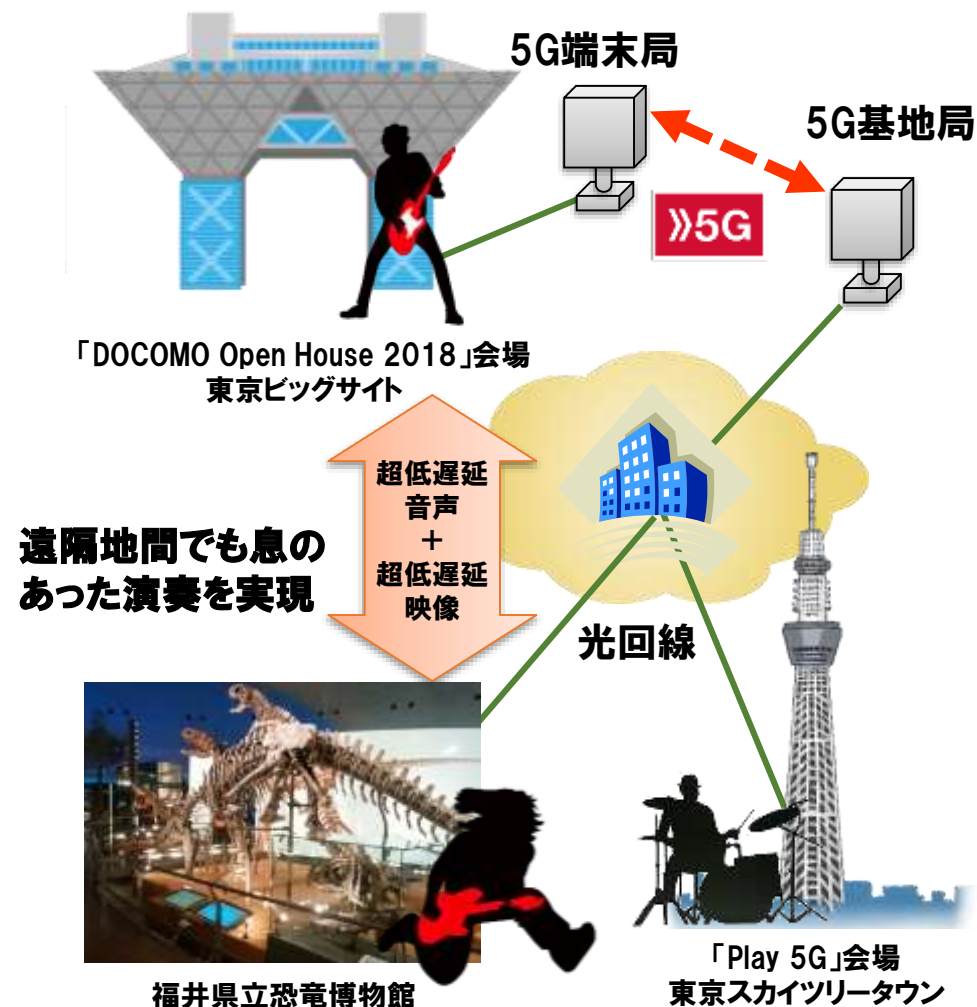 5G端末局
5G基地局
》5G
「DOCOMO Open House 2018」会場
東京ビッグサイト
超低遅延
音声
+
超低遅延
映像
遠隔地間でも息の
あった演奏を実現
光回線
福井県立恐竜博物館
「Play 5G」会場
東京スカイツリータウン